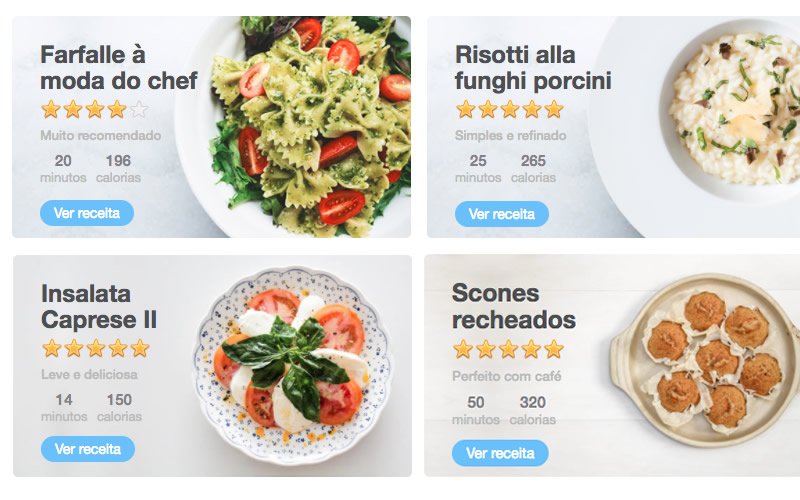 Farfalle à
moda do chef
Muito recomendado
20 196
minutos calorias
Ver receita
Risotti alla
funghi porcini
Simples e refinado
25 265
minutos calorias
Ver receita
Insalata
Caprese II
Leve e deliciosa
14 150
minutos calorias
Ver receita
Scones
recheados
Perfeito com café
50 320
minutos calorias
Ver receita